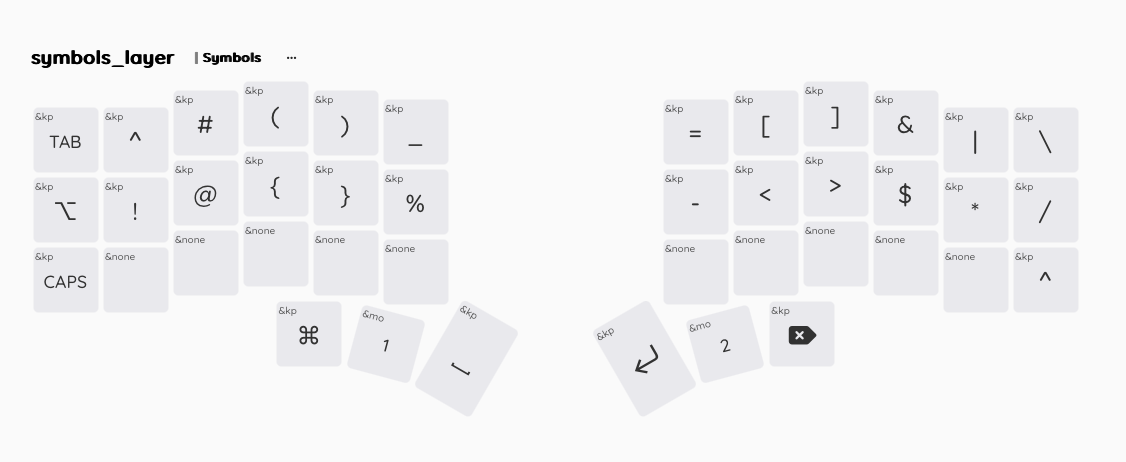 symbols_layer | Symbols ...
&kp TAB &kp ^ &kp # &kp ( &kp ) &kp _ &kp = &kp [ &kp ] &kp & &kp | &kp \
&kp ⌥ &kp ! &kp @ &kp { &kp } &kp % &kp - &kp < &kp > &kp $ &kp * &kp /
&kp CAPS &none &none &none &none &none &none &none &none &none &none &kp ^
&kp ⌘ &mo 1 &kp ⎵ &kp ⏎ &mo 2 &kp ⌦